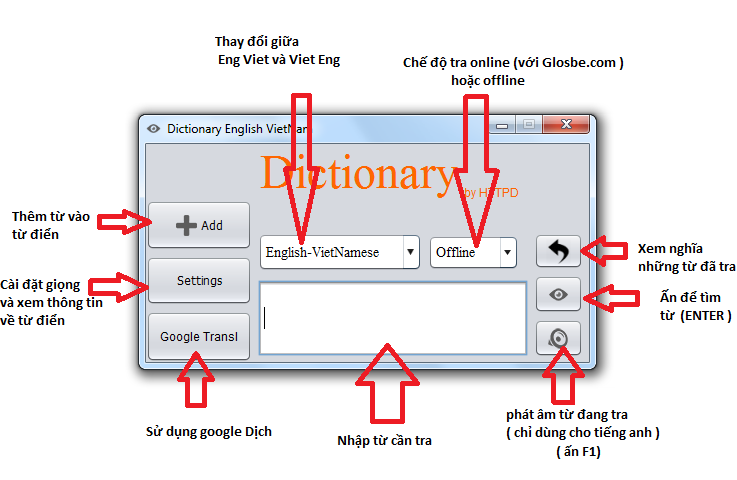 Thay đổi giữa
Eng Viet và Viet Eng
Chế độ tra online (với Glosbe.com )
hoặc offline
Dictionary English VietNam
Dictionary
Thêm từ vào
từ điển
Add
English-VietNamese
Offline
Xem nghĩa
những từ đã tra
Cài đặt giọng
và xem thông tin
về từ điển
Settings
Ấn để tìm
từ (ENTER )
Google Transl
Sử dụng google Dịch
Nhập từ cần tra
phát âm từ đang tra
( chỉ dùng cho tiếng anh )
( ấn F1)